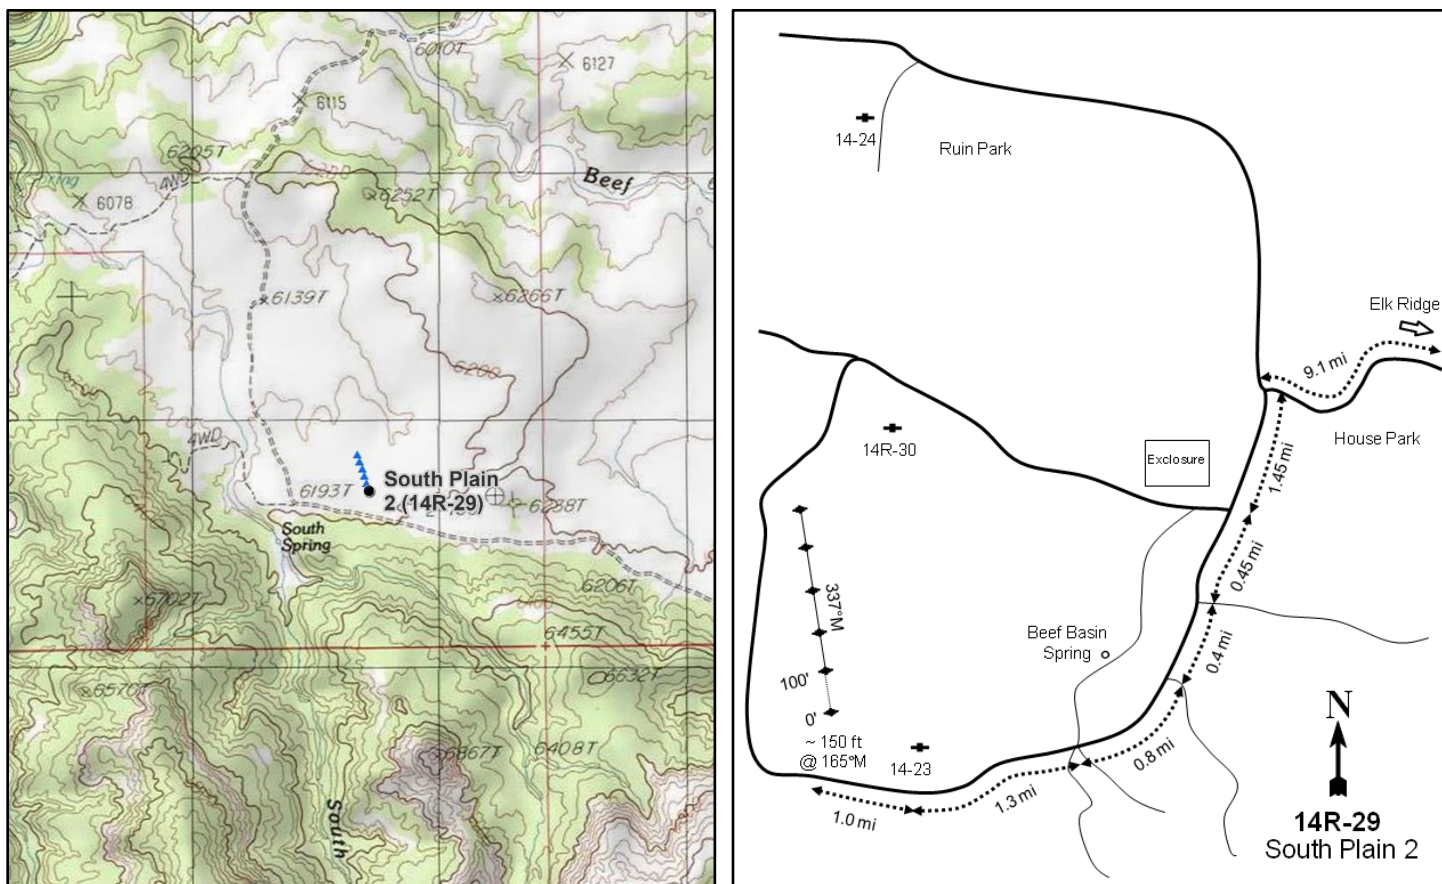 6010T
6127
6115
6205T
6200
Beef
4WD
6252T
6078
6139T
6266T
6200
4WD
South Plain
2 (14R-29)
6193T
6238T
South
Spring
6206T
6702T
6455T
6632T
6570T
6867T
6408T
South
14-24
Ruin Park
Elk Ridge
9.1 mi
House Park
14R-30
Exclosure
1.45 mi
0.45 mi
337°M
Beef Basin
Spring
0.4 mi
100'
0'
~ 150 ft
@ 165°M
14-23
0.8 mi
1.3 mi
1.0 mi
N
14R-29
South Plain 2